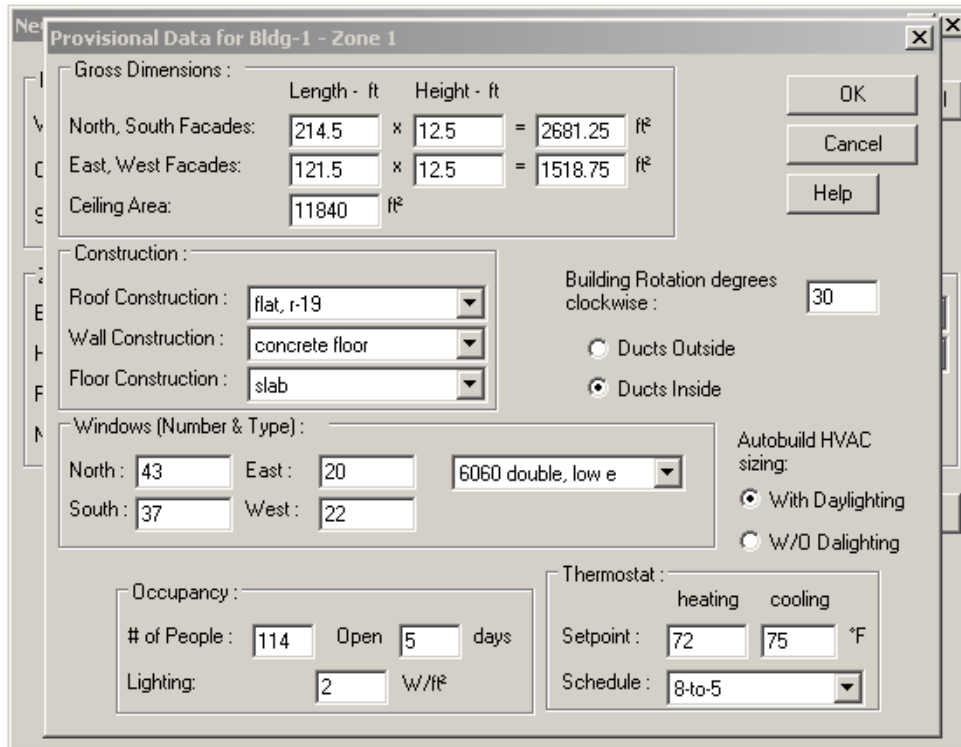 Ne
Provisional Data for Bldg-1 - Zone 1
Gross Dimensions :
Length - ft Height - ft
North, South Facades: 214.5 x 12.5 = 2681.25 ft²
East, West Facades: 121.5 x 12.5 = 1518.75 ft²
Ceiling Area: 11840 ft²
OK
Cancel
Help
Construction :
Roof Construction : flat, r-19
Wall Construction : concrete floor
Floor Construction : slab
Building Rotation degrees
clockwise : 30
Ducts Outside
Ducts Inside
Windows (Number & Type) :
North : 43 East : 20 6060 double, low e
South : 37 West : 22
Autobuild HVAC
sizing:
With Daylighting
W/O Dalighting
Occupancy :
# of People : 114 Open 5 days
Lighting: 2 W/ft²
Thermostat :
heating cooling
Setpoint : 72 75 °F
Schedule : 8-to-5